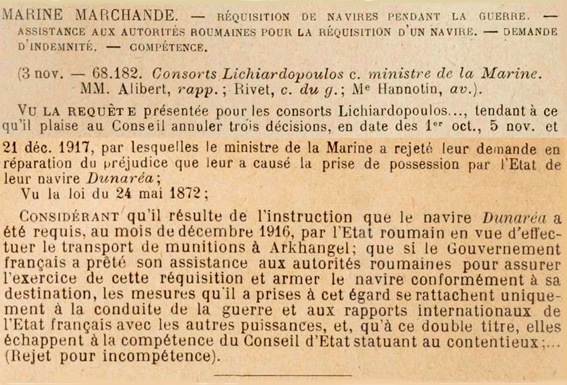 MARINE MARCHANDE. — RÉQUISITION DE NAVIRES PENDANT LA GUERRE. —
ASSISTANCE AUX AUTORITÉS ROUMAINES POUR LA RÉQUISITION D'UN NAVIRE. — DEMANDE
D'INDEMNITÉ. — COMPÉTENCE.
(3 nov. — 68.182. Consorts Lichiardopoulos c. ministre de la Marine.
MM. Alibert, rapp.; Rivet, c. du g.; Me Hannotin, av.).
VU LA REQUÊTE présentée pour les consorts Lichiardopoulos..., tendant à ce
qu'il plaise au Conseil annuler trois décisions, en date des 1er oct., 5 nov. et
21 déc. 1917, par lesquelles le ministre de la Marine a rejeté leur demande en
réparation du préjudice que leur a causé la prise de possession par l'Etat de
leur navire Dunaréa;
Vu la loi du 24 mai 1872;
CONSIDÉRANT qu'il résulte de l'instruction que le navire Dunaréa a
été requis, au mois de décembre 1916, par l'Etat roumain en vue d'effec-
tuer le transport de munitions à Arkhangel; que si le Gouvernement
français a prêté son assistance aux autorités roumaines pour assurer
l'exercice de cette réquisition et armer le navire conformément à sa
destination, les mesures qu'il a prises à cet égard se rattachent unique-
ment à la conduite de la guerre et aux rapports internationaux de
l'Etat français avec les autres puissances, et, qu'à ce double titre, elles
échappent à la compétence du Conseil d'Etat statuant au contentieux;...
(Rejet pour incompétence).